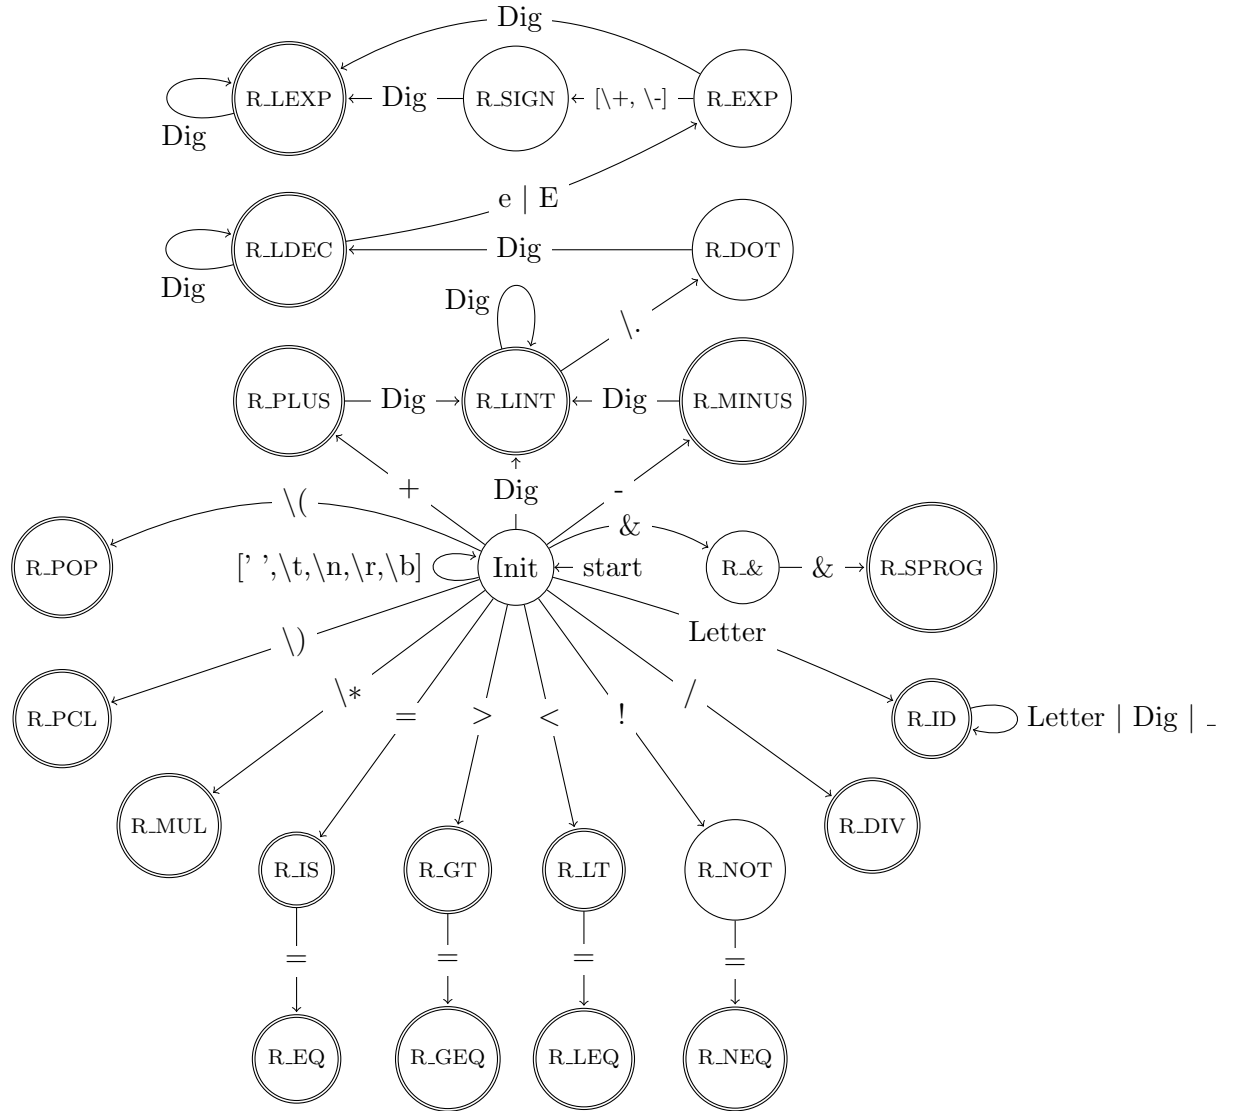 Dig
R_LEXP
Dig
R_SIGN
[\+, \-]
R_EXP
Dig
e | E
R_LDEC
Dig
R_DOT
Dig
Dig
\.
R_PLUS
Dig
R_LINT
Dig
R_MINUS
+
Dig
-
\(
&
R_POP
[' ',\t,\n,\r,\b]
Init
start
R_&
&
R_SPROG
\)
Letter
R_PCL
\*
=
>
<
!
/
R_ID
Letter | Dig | _
R_MUL
R_DIV
R_IS
R_GT
R_LT
R_NOT
=
=
=
=
R_EQ
R_GEQ
R_LEQ
R_NEQ